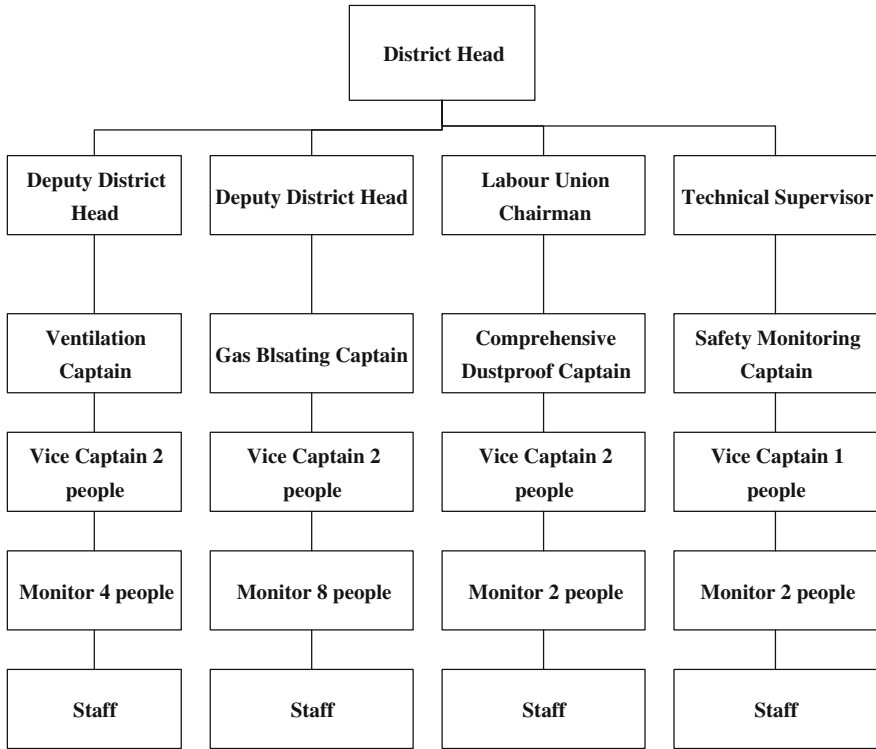 District Head
Deputy District
Head
Deputy District Head
Labour Union
Chairman
Technical Supervisor
Ventilation
Captain
Gas Blsating Captain
Comprehensive
Dustproof Captain
Safety Monitoring
Captain
Vice Captain 2
people
Vice Captain 2
people
Vice Captain 2
people
Vice Captain 1
people
Monitor 4 people
Monitor 8 people
Monitor 2 people
Monitor 2 people
Staff
Staff
Staff
Staff